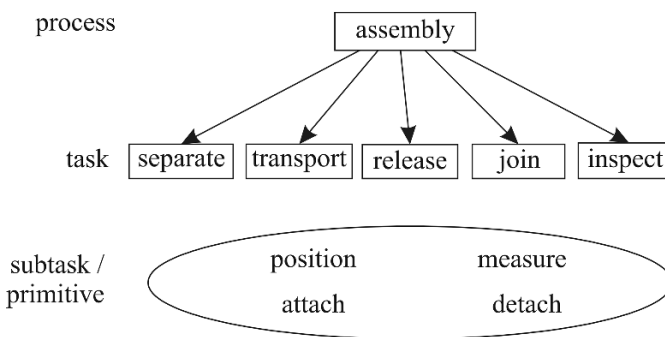 process
assembly
task
separate
transport
release
join
inspect
subtask /
primitive
position
measure
attach
detach